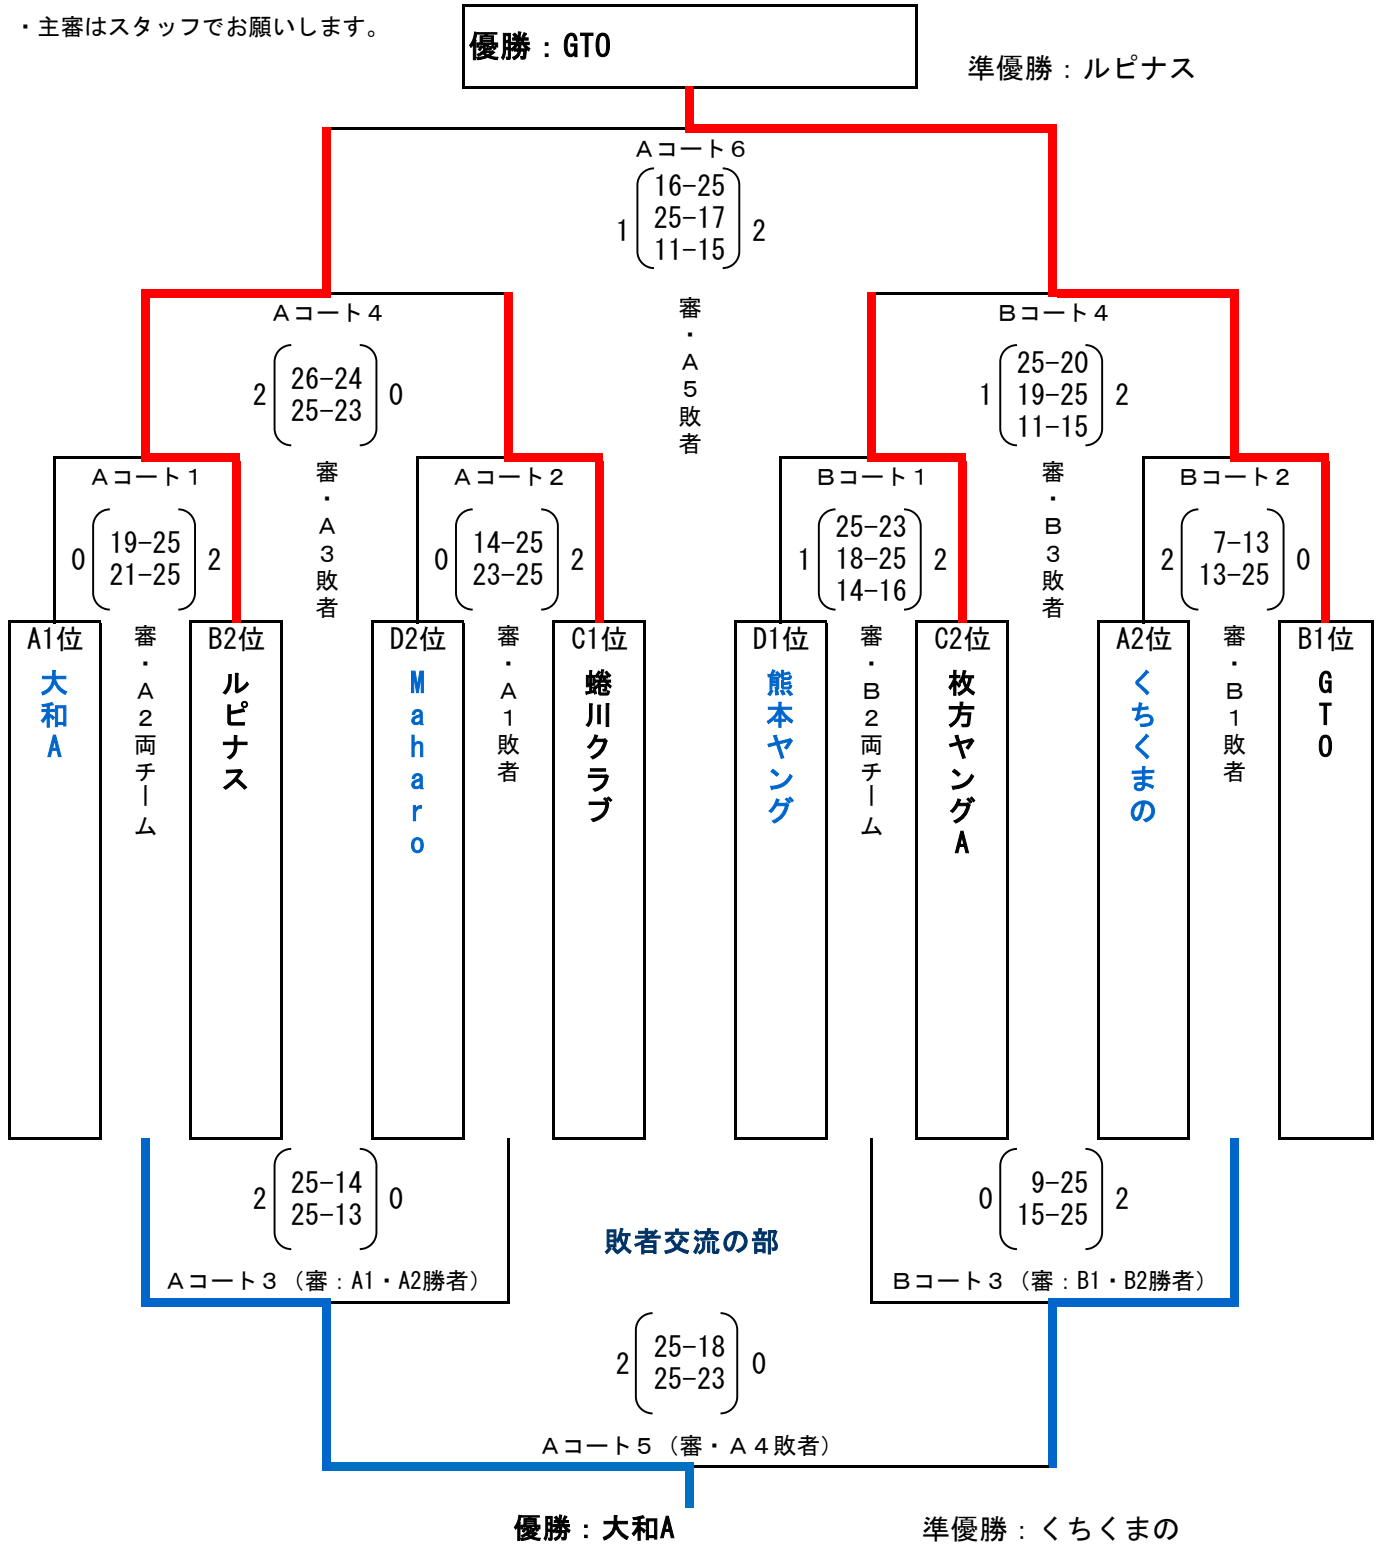 ・主審はスタッフでお願いします。
優勝：GTO
準優勝：ルピナス
Aコート6
16-25
1 25-17 2
11-15
審・A5敗者
Aコート4
26-24
2 0
25-23
審・A3敗者
Bコート4
25-20
1 19-25 2
11-15
審・B3敗者
Aコート1
19-25
0 2
21-25
Aコート2
14-25
0 2
23-25
Bコート1
25-23
1 18-25 2
14-16
Bコート2
7-13
2 0
13-25
A1位
大和A
審・A2両チーム
B2位
ルピナス
D2位
Maharo
審・A1敗者
C1位
蜷川クラブ
D1位
熊本ヤング
審・B2両チーム
C2位
枚方ヤングA
A2位
くちくまの
審・B1敗者
B1位
GTO
25-14
2 0
25-13
Aコート3（審：A1・A2勝者）
9-25
0 2
15-25
Bコート3（審：B1・B2勝者）
敗者交流の部
25-18
2 0
25-23
Aコート5（審・A4敗者）
優勝：大和A
準優勝：くちくまの